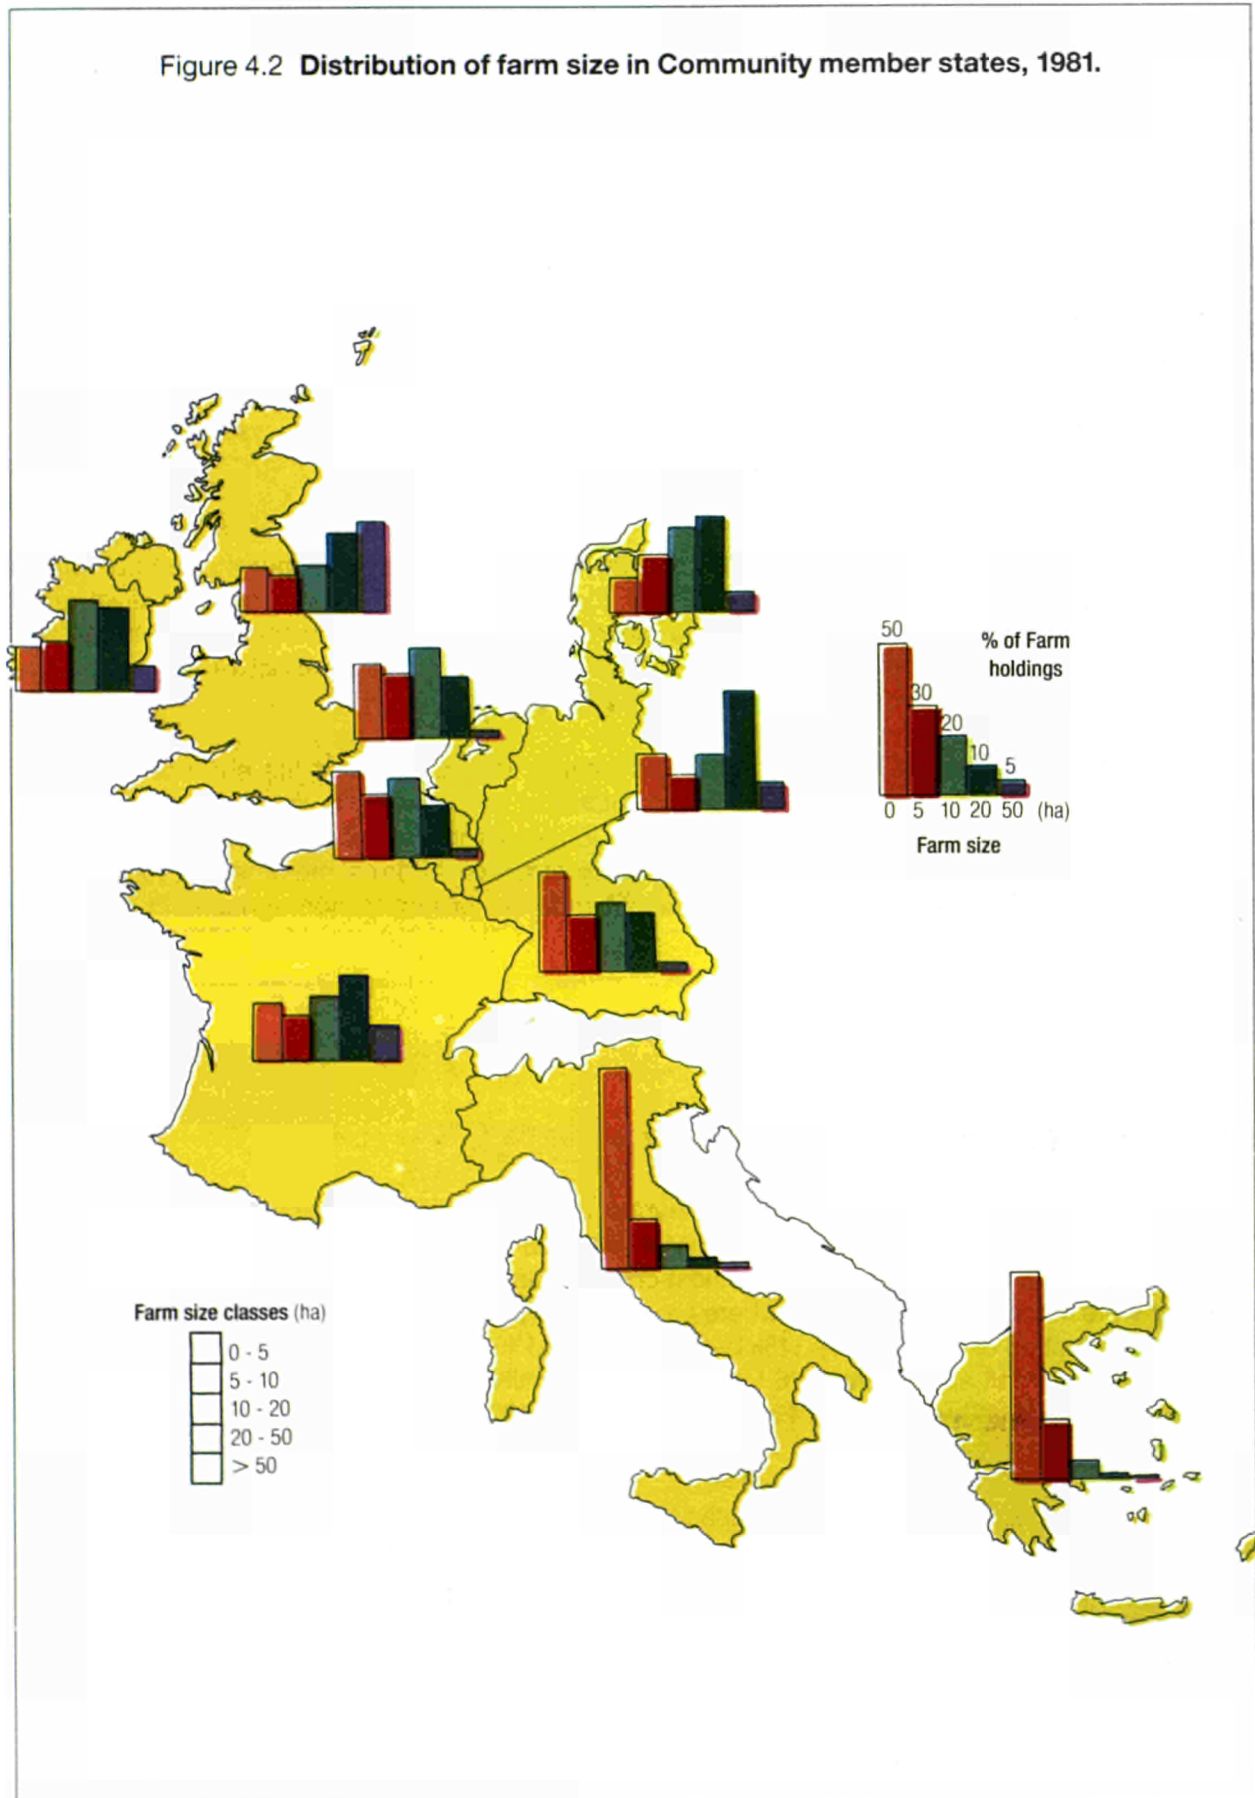 Figure 4.2 Distribution of farm size in Community member states, 1981.
50
30
20
10
5
% of Farm
holdings
0 5 10 20 50 (ha)
Farm size
Farm size classes (ha)
0 - 5
5 - 10
10 - 20
20 - 50
> 50